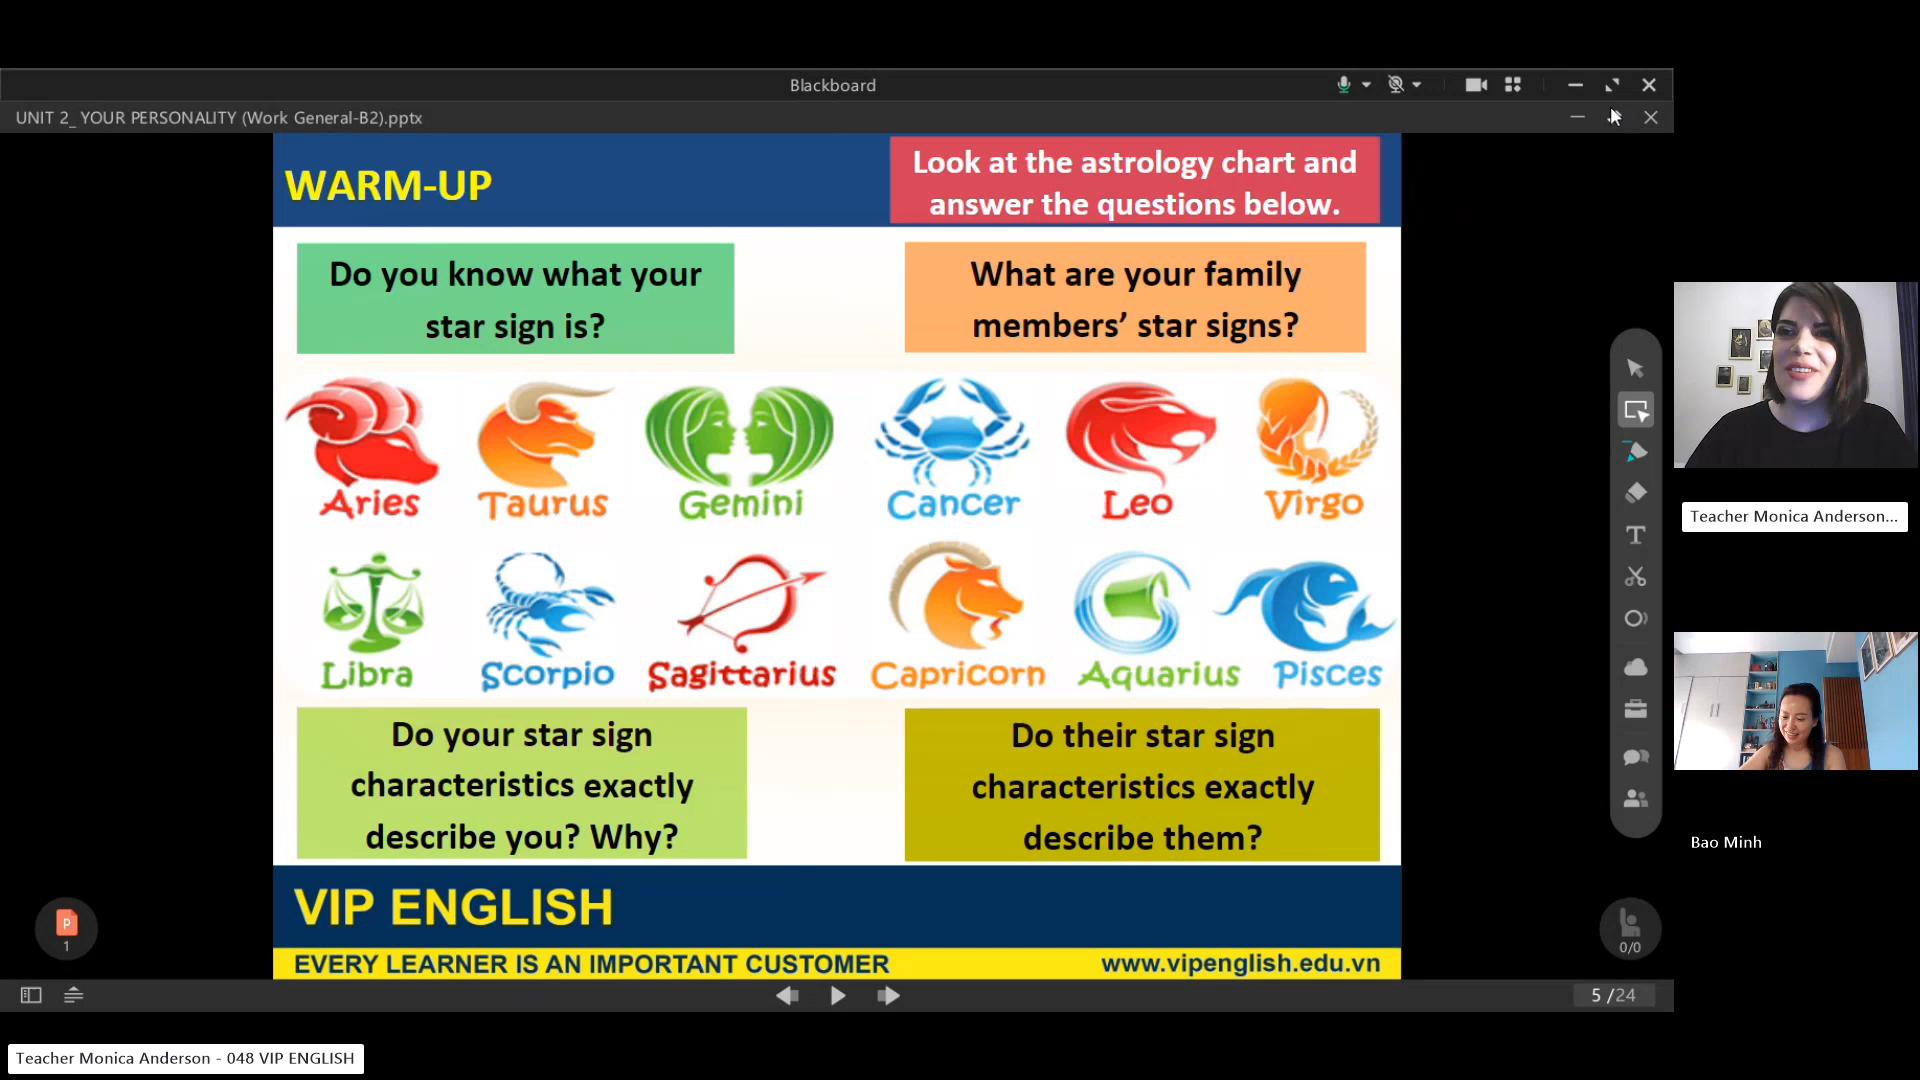 Blackboard
UNIT 2_ YOUR PERSONALITY (Work General-B2).pptx
WARM-UP
Look at the astrology chart and
answer the questions below.
Do you know what your
star sign is?
What are your family
members’ star signs?
Aries
Taurus
Gemini
Cancer
Leo
Virgo
Libra
Scorpio
Sagittarius
Capricorn
Aquarius
Pisces
Do your star sign
characteristics exactly
describe you? Why?
Do their star sign
characteristics exactly
describe them?
VIP ENGLISH
EVERY LEARNER IS AN IMPORTANT CUSTOMER
www.vipenglish.edu.vn
P
1
T
0/0
5 /24
Teacher Monica Anderson...
Bao Minh
Teacher Monica Anderson - 048 VIP ENGLISH